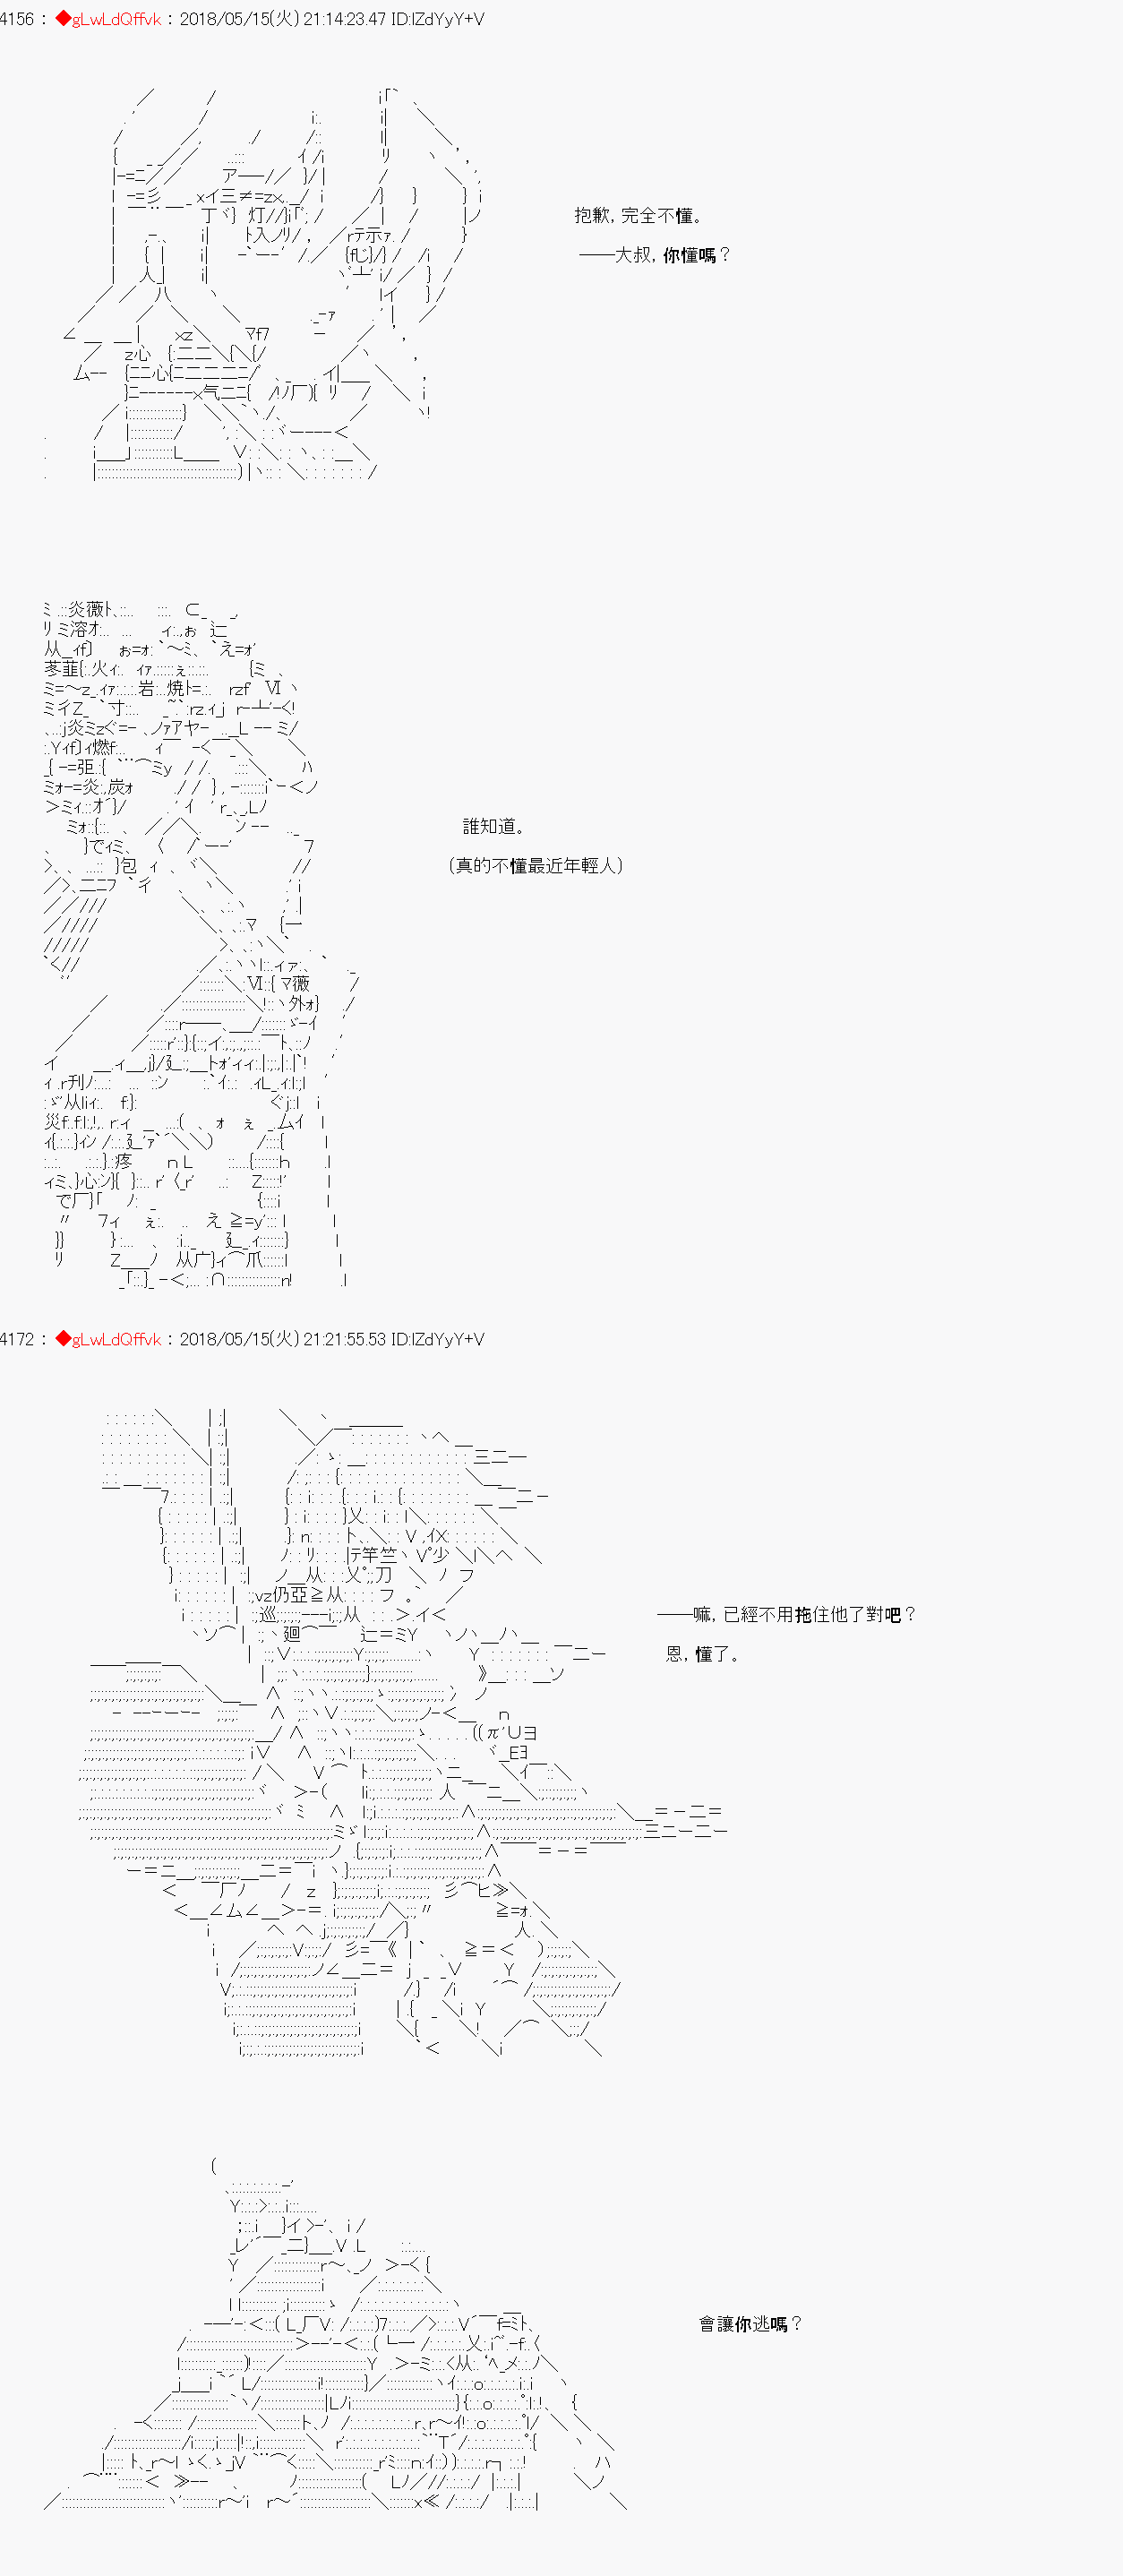 4156 : ◆gLwLdQffvk : 2018/05/15(火) 21:14:23.47 ID:lZdYyY+V
抱歉, 完全不懂。
──大叔, 你懂嗎？
誰知道。
(真的不懂最近年輕人)
4172 : ◆gLwLdQffvk : 2018/05/15(火) 21:21:55.53 ID:lZdYyY+V
──嘛, 已經不用拖住他了對吧？
恩, 懂了。
會讓你逃嗎？